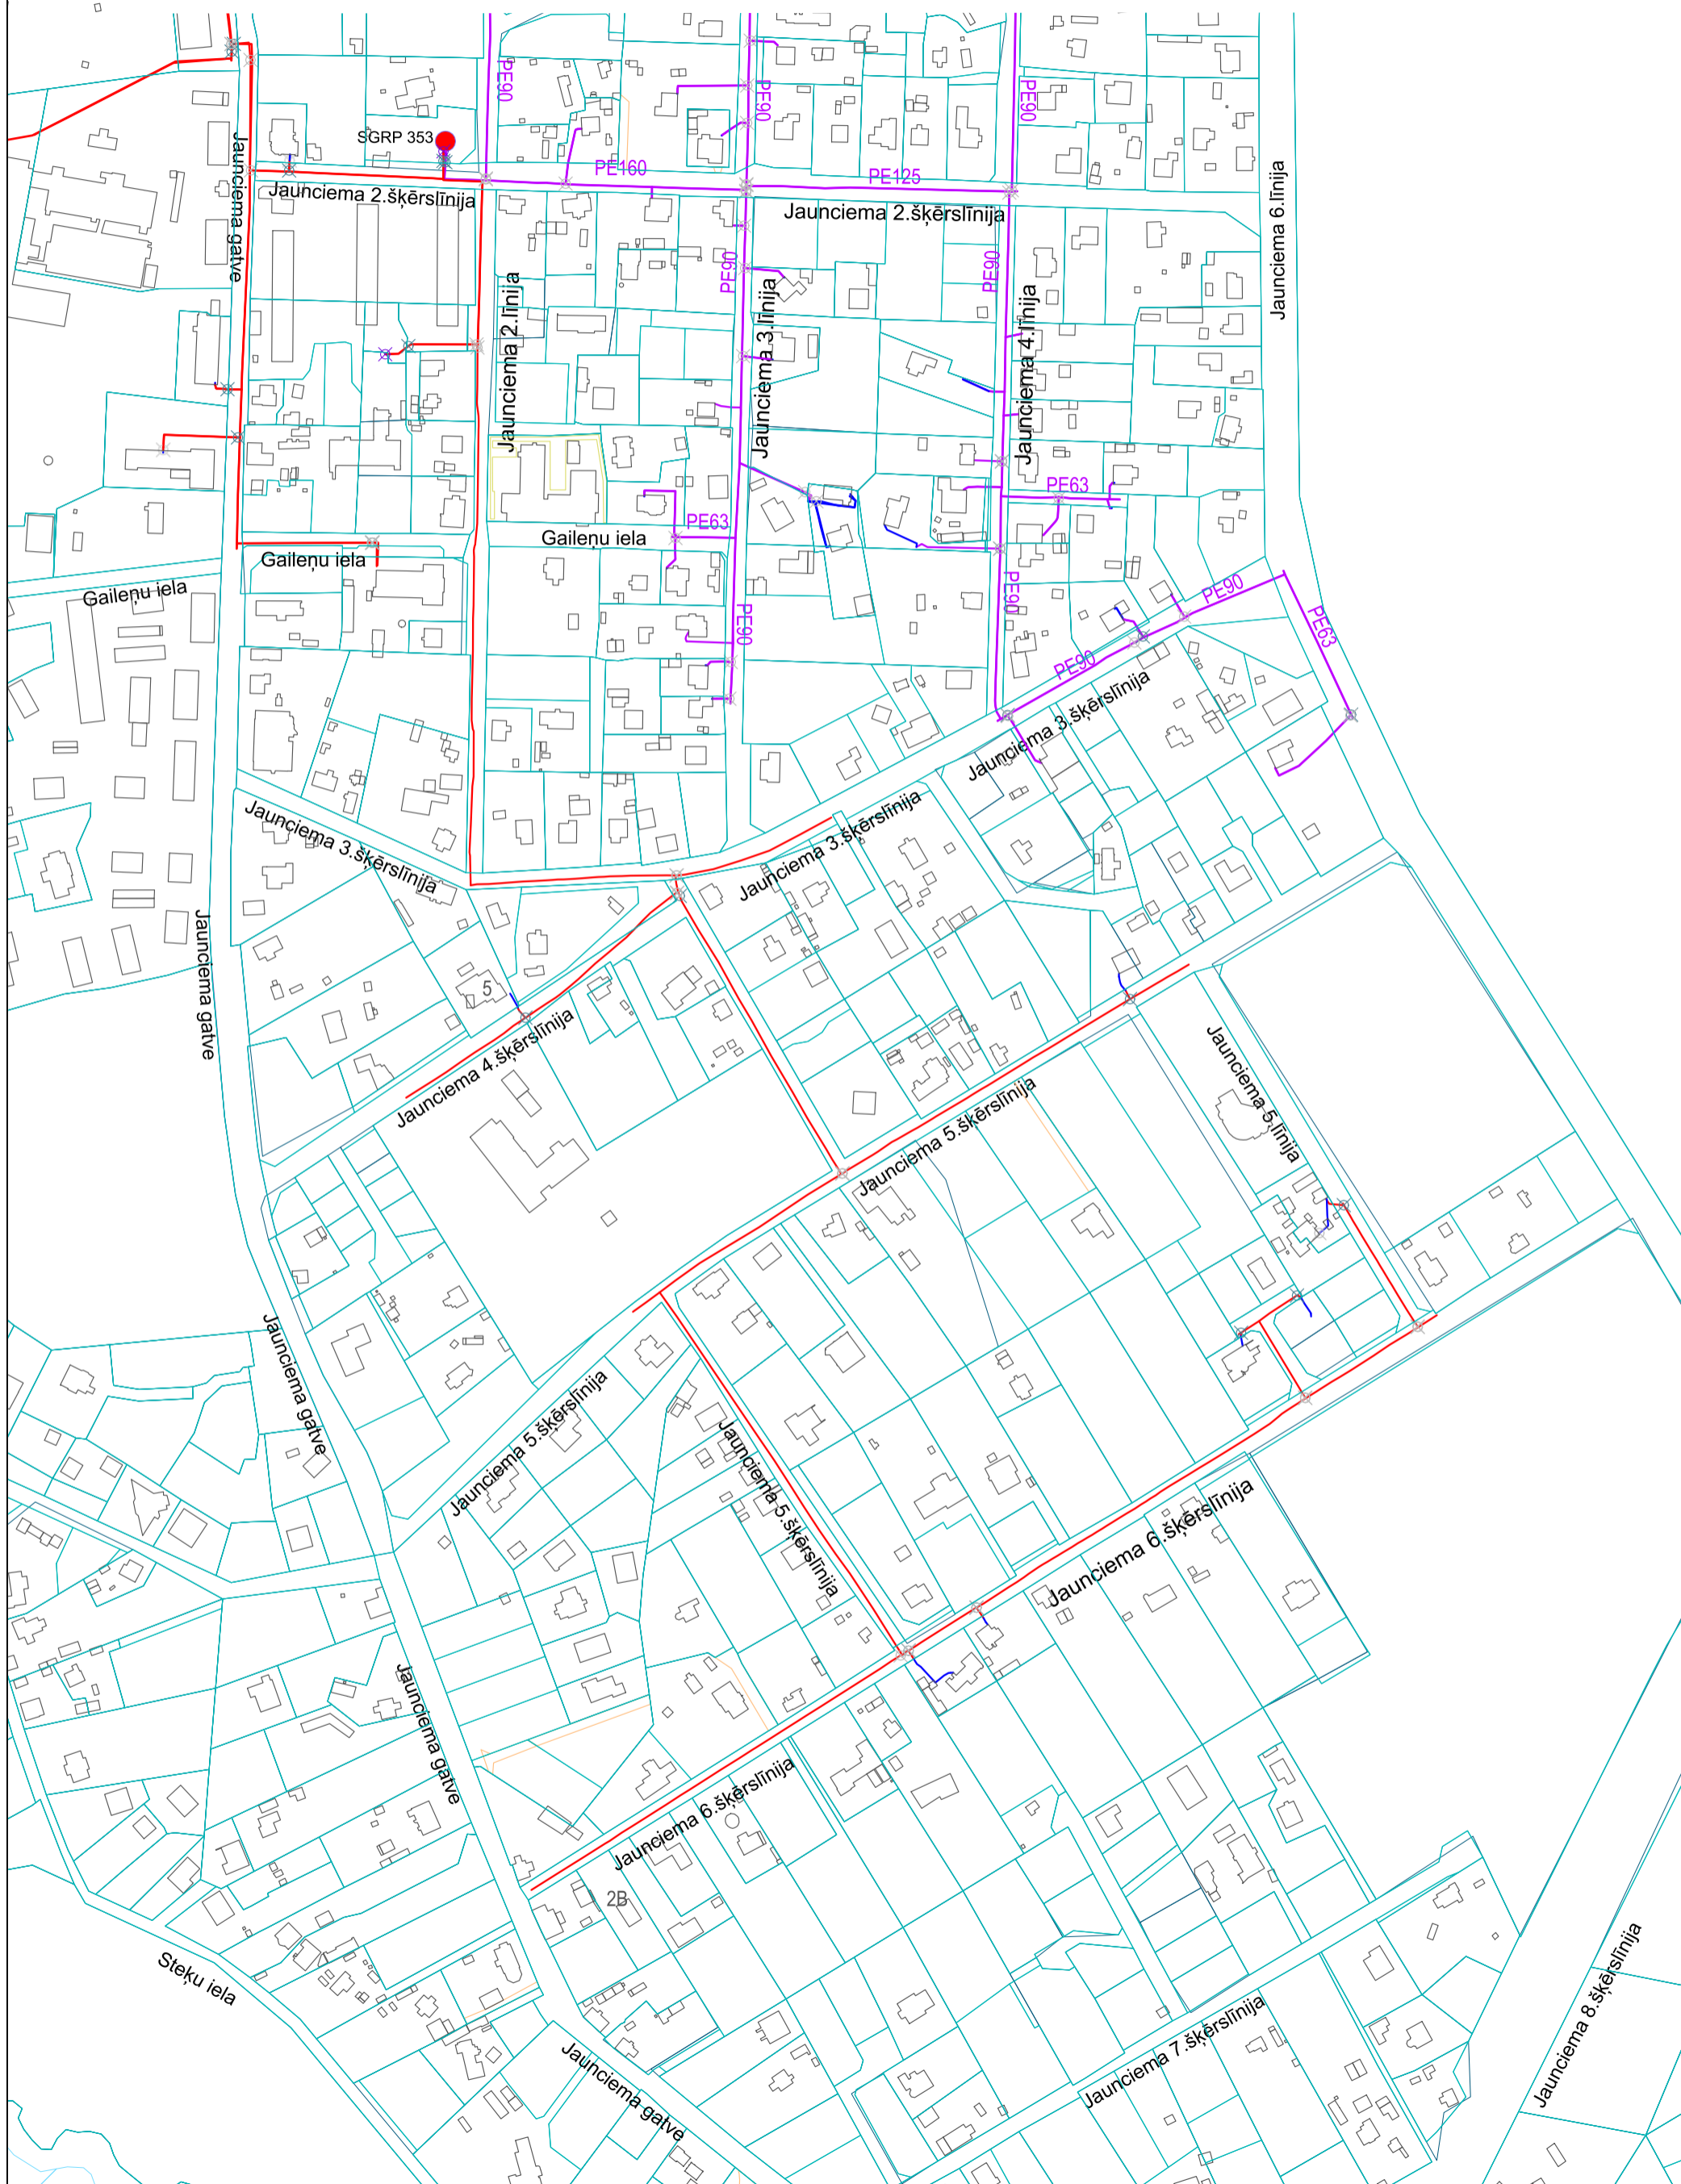 PE90
PE90
PE90
SGRP 353
Jaunciema gatve
PE160
PE125
Jaunciema 2.šķērslīnija
Jaunciema 2.šķērslīnija
Jaunciema 6.līnija
PE90
PE90
Jaunciema 2.līnija
Jaunciema 3.līnija
Jaunciema 4.līnija
PE63
PE63
Gaileņu iela
Gaileņu iela
Gaileņu iela
PE90
PE90
PE90
PE63
PE90
Jaunciema 3.šķērslīnija
Jaunciema 3.šķērslīnija
Jaunciema 3.šķērslīnija
Jaunciema gatve
5
Jaunciema 4.šķērslīnija
Jaunciema 5.līnija
Jaunciema 5.šķērslīnija
Jaunciema gatve
Jaunciema 5.šķērslīnija
Jaunciema 5.šķērslīnija
Jaunciema 6.šķērslīnija
Jaunciema gatve
Jaunciema 6.šķērslīnija
2B
Steķu iela
Jaunciema 7.šķērslīnija
Jaunciema 8.šķērslīnija
Jaunciema gatve